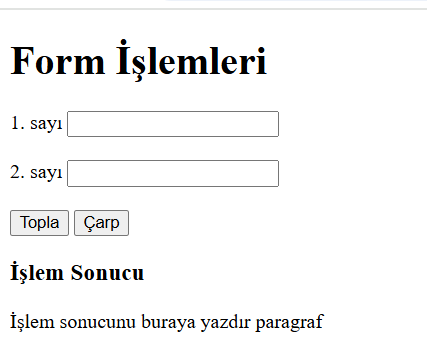 Form İşlemleri
1. sayı
2. sayı
Topla Çarp
İşlem Sonucu
İşlem sonucunu buraya yazdır paragraf